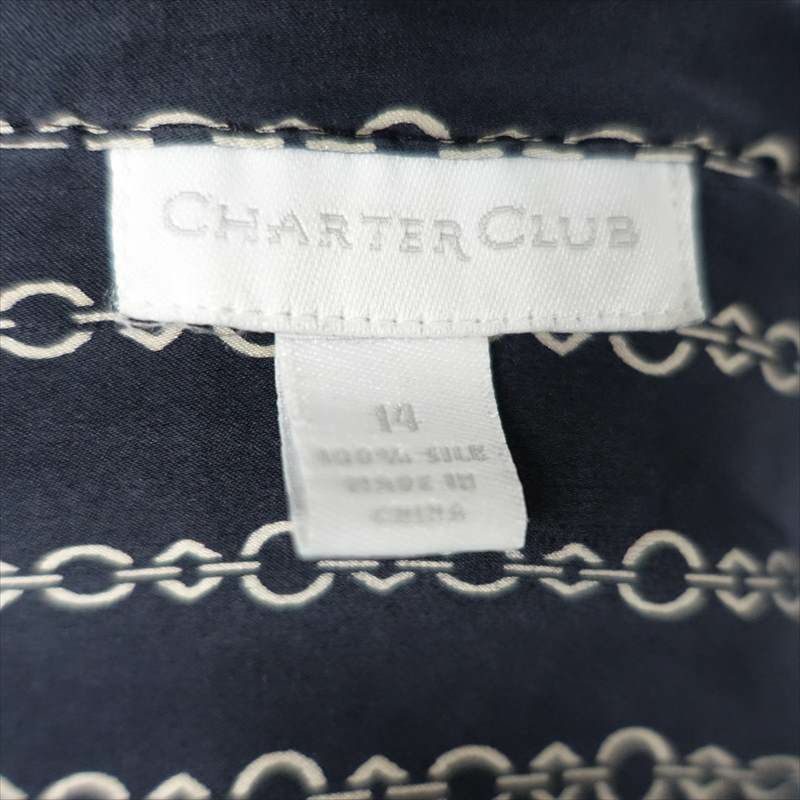 CHARTER CLUB
14
100% SILK
MADE IN
CHINA